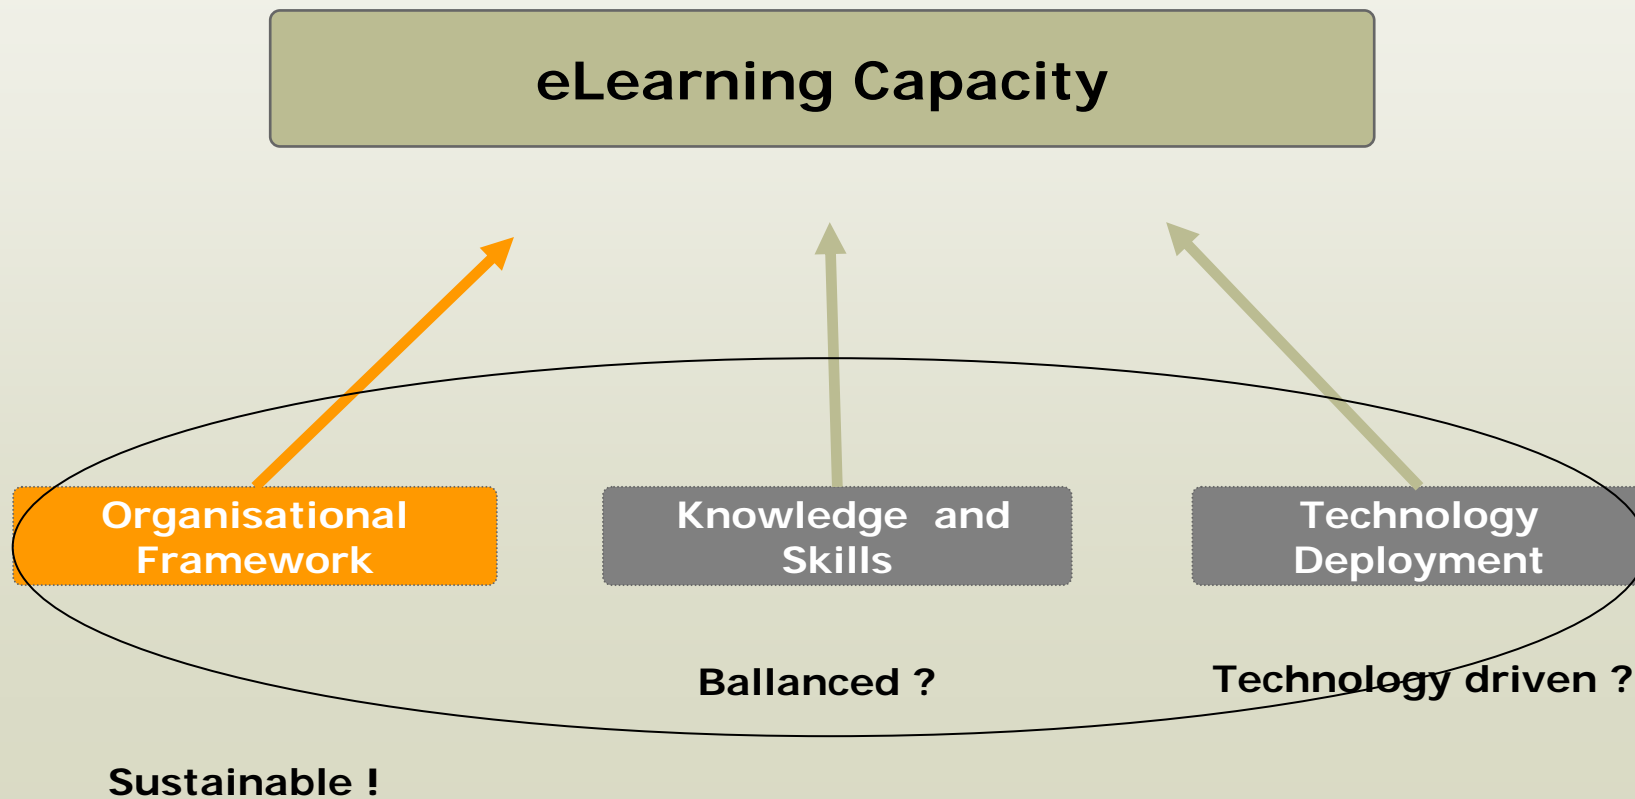 eLearning Capacity
Organisational
Framework
Knowledge and
Skills
Technology
Deployment
Ballanced ?
Technology driven ?
Sustainable !